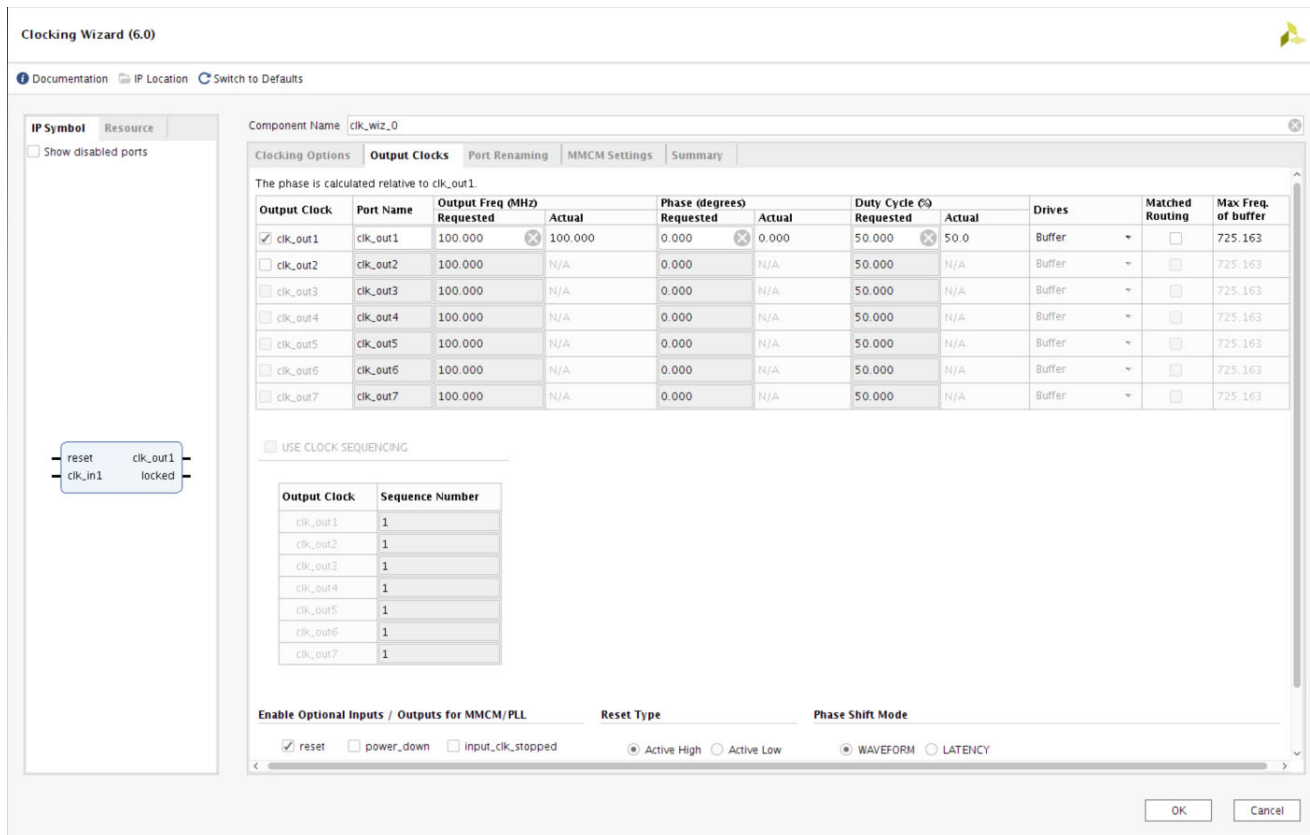 Clocking Wizard (6.0)
Documentation IP Location Switch to Defaults
IP Symbol Resource
Show disabled ports
reset clk_out1
clk_in1 locked
Component Name clk_wiz_0
Clocking Options Output Clocks Port Renaming MMCM Settings Summary
The phase is calculated relative to clk_out1.
Output Clock Port Name Output Freq (MHz) Phase (degrees) Duty Cycle (%) Drives Matched Routing Max Freq. of buffer
Requested Actual Requested Actual Requested Actual
clk_out1 clk_out1 100.000 100.000 0.000 0.000 50.000 50.0 Buffer 725.163
clk_out2 clk_out2 100.000 N/A 0.000 N/A 50.000 N/A Buffer 725.163
clk_out3 clk_out3 100.000 N/A 0.000 N/A 50.000 N/A Buffer 725.163
clk_out4 clk_out4 100.000 N/A 0.000 N/A 50.000 N/A Buffer 725.163
clk_out5 clk_out5 100.000 N/A 0.000 N/A 50.000 N/A Buffer 725.163
clk_out6 clk_out6 100.000 N/A 0.000 N/A 50.000 N/A Buffer 725.163
clk_out7 clk_out7 100.000 N/A 0.000 N/A 50.000 N/A Buffer 725.163
USE CLOCK SEQUENCING
Output Clock Sequence Number
clk_out1 1
clk_out2 1
clk_out3 1
clk_out4 1
clk_out5 1
clk_out6 1
clk_out7 1
Enable Optional Inputs / Outputs for MMCM/PLL Reset Type Phase Shift Mode
reset power_down input_clk_stopped Active High Active Low WAVEFORM LATENCY
OK Cancel